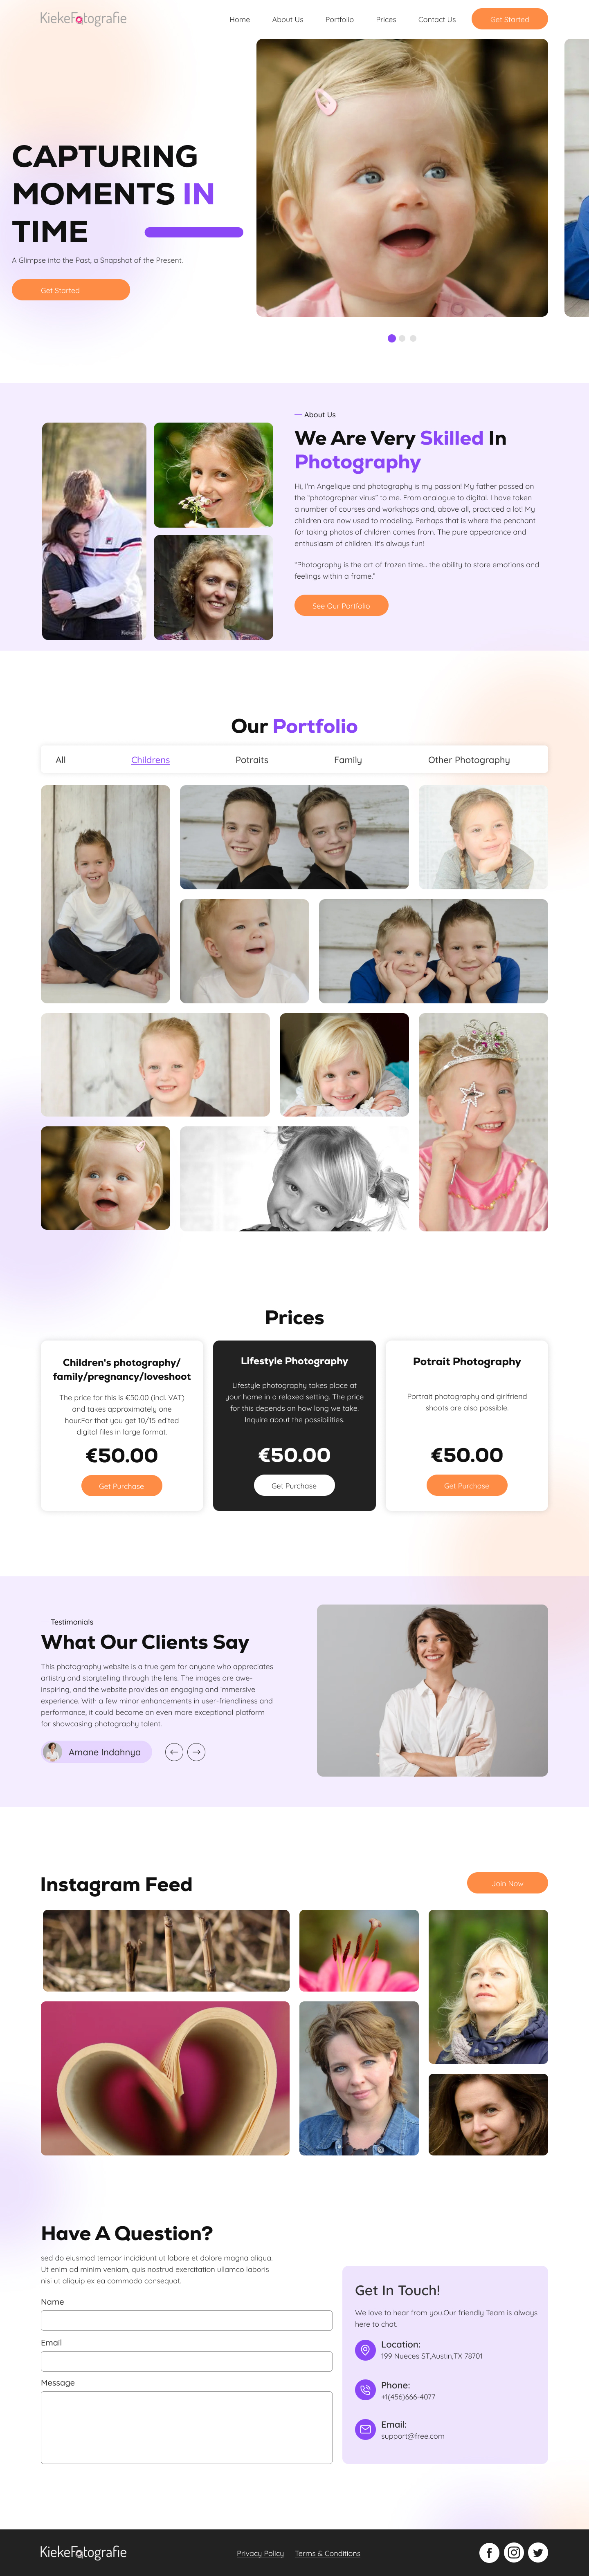 KiekeFotografie
Home About Us Portfolio Prices Contact Us Get Started
CAPTURING
MOMENTS IN
TIME
A Glimpse into the Past, a Snapshot of the Present.
Get Started
About Us
We Are Very Skilled In
Photography
Hi, I'm Angelique and photography is my passion! My father passed on
the "photographer virus" to me. From analogue to digital. I have taken
a number of courses and workshops and, above all, practiced a lot! My
children are now used to modeling. Perhaps that is where the penchant
for taking photos of children comes from. The pure appearance and
enthusiasm of children. It's always fun!
"Photography is the art of frozen time... the ability to store emotions and
feelings within a frame."
See Our Portfolio
Our Portfolio
All Childrens Potraits Family Other Photography
Prices
Children's photography/
family/pregnancy/loveshoot
The price for this is €50.00 (incl. VAT)
and takes approximately one
hour.For that you get 10/15 edited
digital files in large format.
€50.00
Get Purchase
Lifestyle Photography
Lifestyle photography takes place at
your home in a relaxed setting. The price
for this depends on how long we take.
Inquire about the possibilities.
€50.00
Get Purchase
Potrait Photography
Portrait photography and girlfriend
shoots are also possible.
€50.00
Get Purchase
Testimonials
What Our Clients Say
This photography website is a true gem for anyone who appreciates
artistry and storytelling through the lens. The images are awe-
inspiring, and the website provides an engaging and immersive
experience. With a few minor enhancements in user-friendliness and
performance, it could become an even more exceptional platform
for showcasing photography talent.
Amane Indahnya
Instagram Feed
Join Now
Have A Question?
sed do eiusmod tempor incididunt ut labore et dolore magna aliqua.
Ut enim ad minim veniam, quis nostrud exercitation ullamco laboris
nisi ut aliquip ex ea commodo consequat.
Name
Email
Message
Get In Touch!
We love to hear from you.Our friendly Team is always
here to chat.
Location:
199 Nueces ST,Austin,TX 78701
Phone:
+1(456)666-4077
Email:
support@free.com
KiekeFotografie
Privacy Policy Terms & Conditions